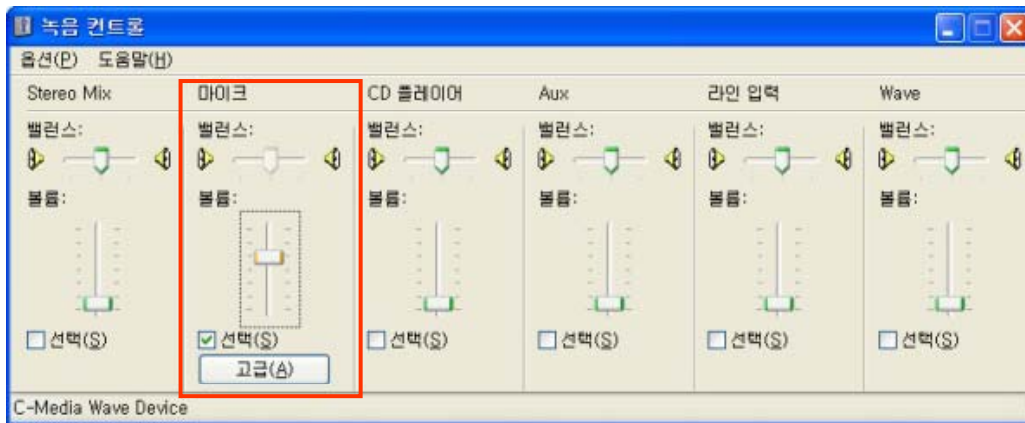 녹음 컨트롤
옵션(P) 도움말(H)
Stereo Mix 마이크 CD 플레이어 Aux 라인 입력 Wave
밸런스: 밸런스: 밸런스: 밸런스: 밸런스: 밸런스:
볼륨: 볼륨: 볼륨: 볼륨: 볼륨: 볼륨:
선택(S) 선택(S) 선택(S) 선택(S) 선택(S) 선택(S)
고급(A)
C-Media Wave Device